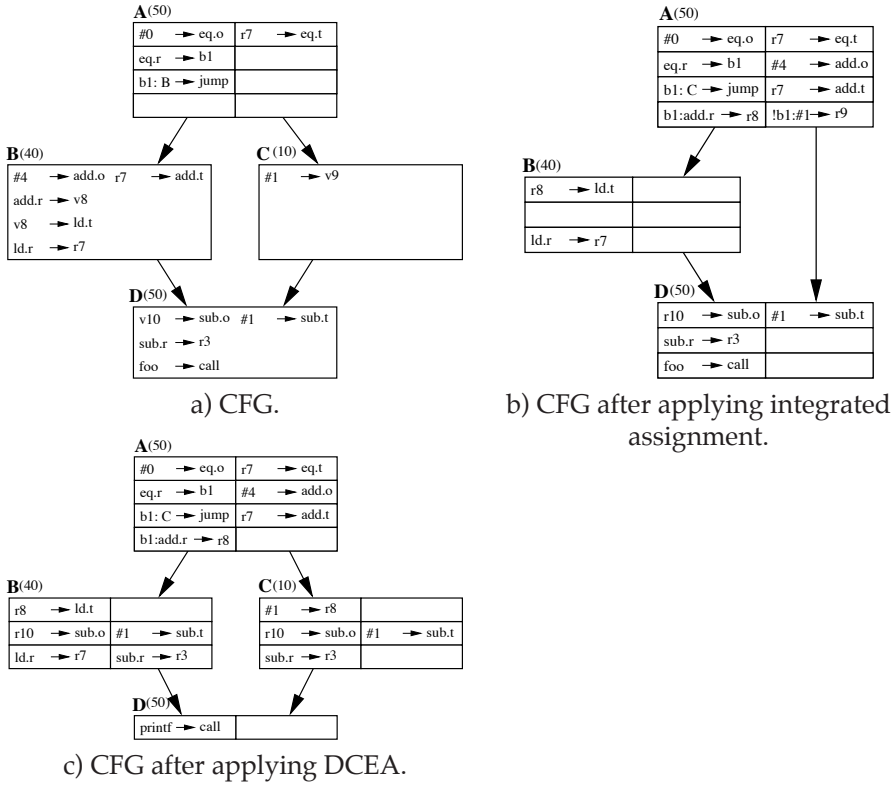 A(50)
#0 → eq.o r7 → eq.t
eq.r → b1
b1: B → jump
B(40)
#4 → add.o r7 → add.t
add.r → v8
v8 → ld.t
ld.r → r7
C(10)
#1 → v9
D(50)
v10 → sub.o #1 → sub.t
sub.r → r3
foo → call
a) CFG.
A(50)
#0 → eq.o r7 → eq.t
eq.r → b1 #4 → add.o
b1: C → jump r7 → add.t
b1:add.r → r8 !b1:#1 → r9
B(40)
r8 → ld.t
ld.r → r7
D(50)
r10 → sub.o #1 → sub.t
sub.r → r3
foo → call
b) CFG after applying integrated
assignment.
A(50)
#0 → eq.o r7 → eq.t
eq.r → b1 #4 → add.o
b1: C → jump r7 → add.t
b1:add.r → r8
B(40)
r8 → ld.t
r10 → sub.o #1 → sub.t
ld.r → r7 sub.r → r3
C(10)
#1 → r8
r10 → sub.o #1 → sub.t
sub.r → r3
D(50)
printf → call
c) CFG after applying DCEA.